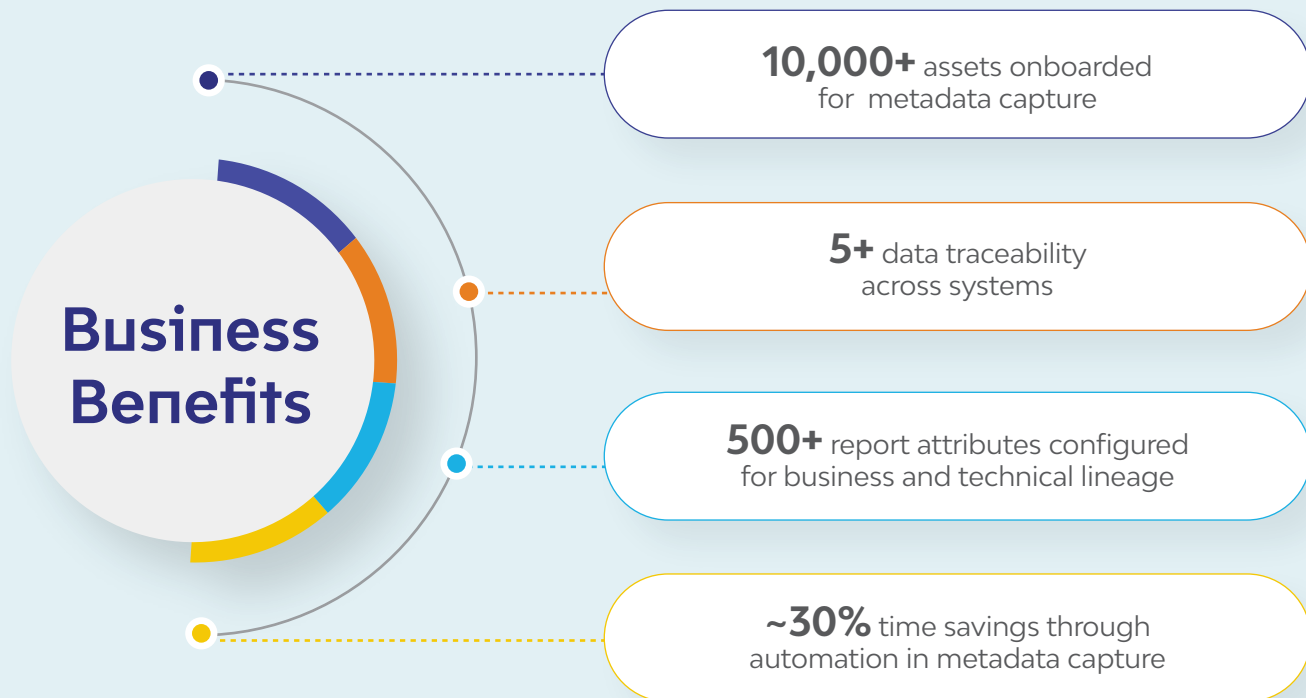 Business
Benefits
10,000+ assets onboarded
for metadata capture
5+ data traceability
across systems
500+ report attributes configured
for business and technical lineage
~30% time savings through
automation in metadata capture